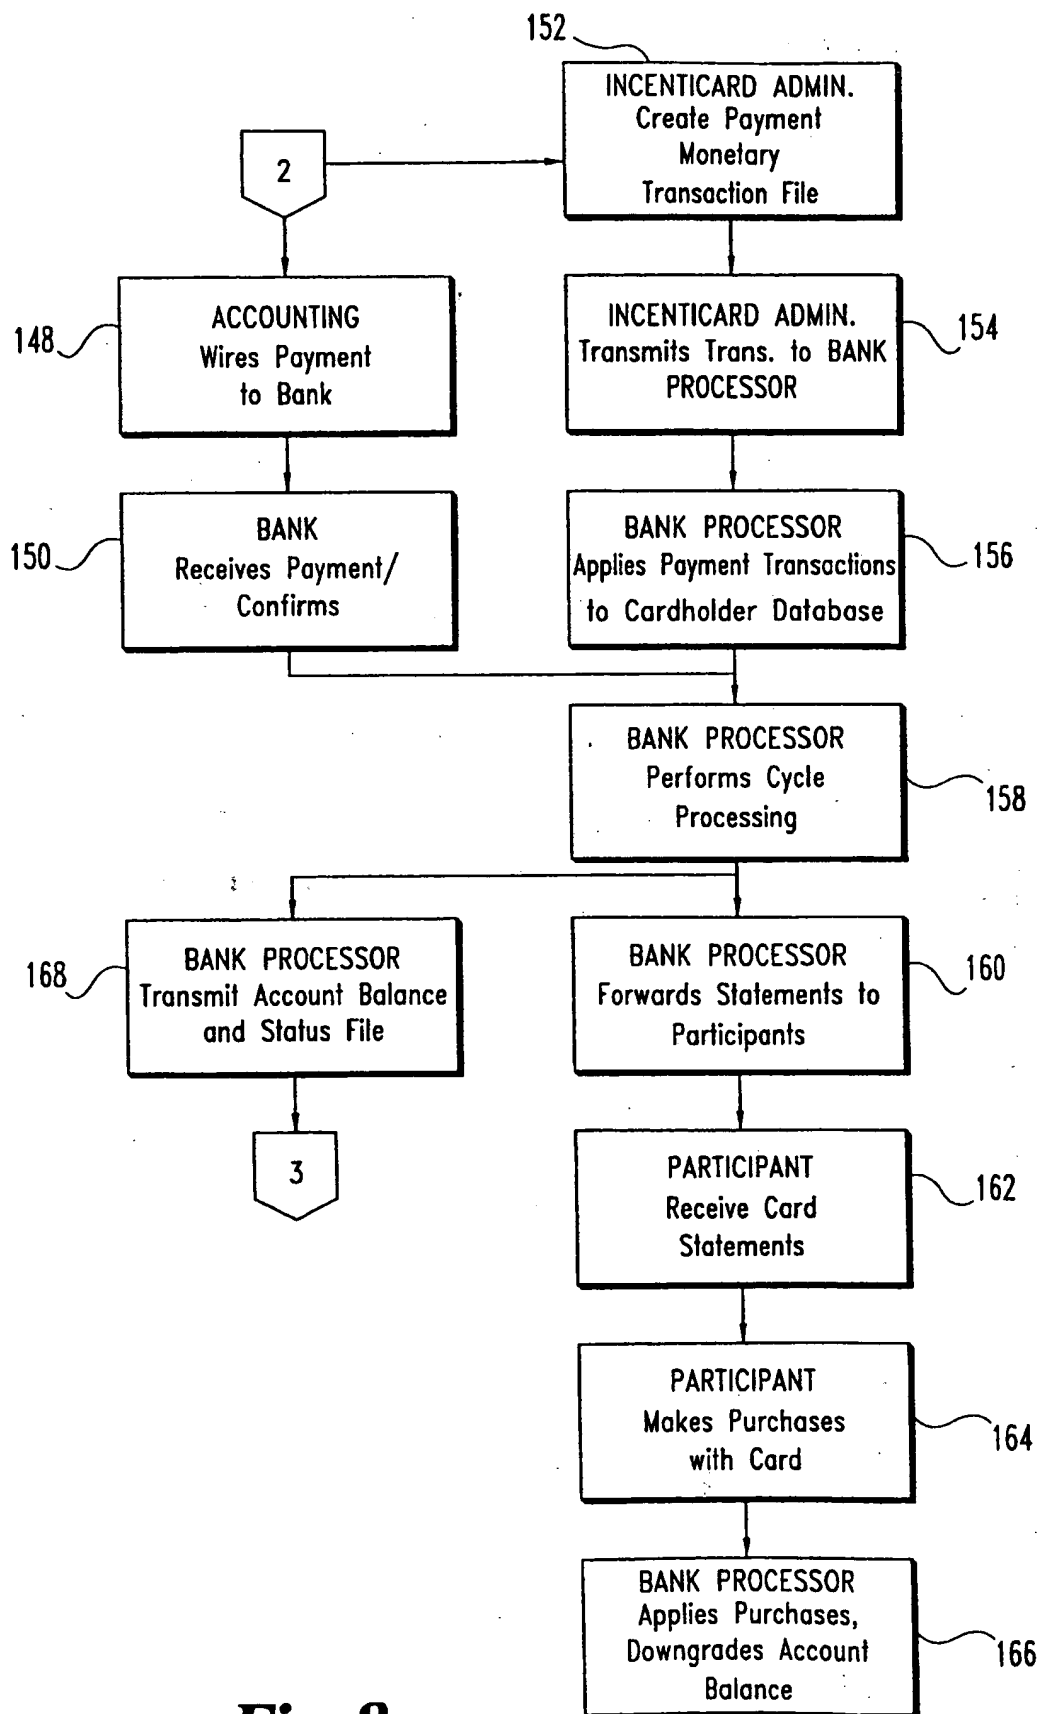 152
INCENTICARD ADMIN.
Create Payment
Monetary
Transaction File
2
148
ACCOUNTING
Wires Payment
to Bank
INCENTICARD ADMIN.
Transmits Trans. to BANK
PROCESSOR
154
150
BANK
Receives Payment/
Confirms
BANK PROCESSOR
Applies Payment Transactions
to Cardholder Database
156
BANK PROCESSOR
Performs Cycle
Processing
158
168
BANK PROCESSOR
Transmit Account Balance
and Status File
BANK PROCESSOR
Forwards Statements to
Participants
160
3
PARTICIPANT
Receive Card
Statements
162
PARTICIPANT
Makes Purchases
with Card
164
BANK PROCESSOR
Applies Purchases,
Downgrades Account
Balance
166